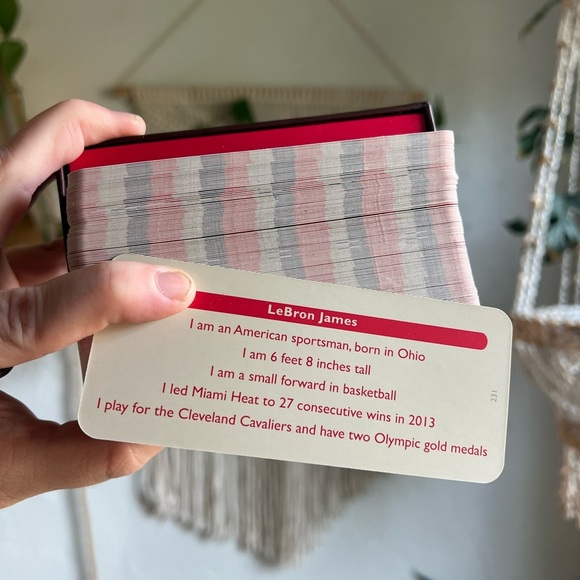 LeBron James
I am an American sportsman, born in Ohio
I am 6 feet 8 inches tall
I am a small forward in basketball
I led Miami Heat to 27 consecutive wins in 2013
I play for the Cleveland Cavaliers and have two Olympic gold medals
231